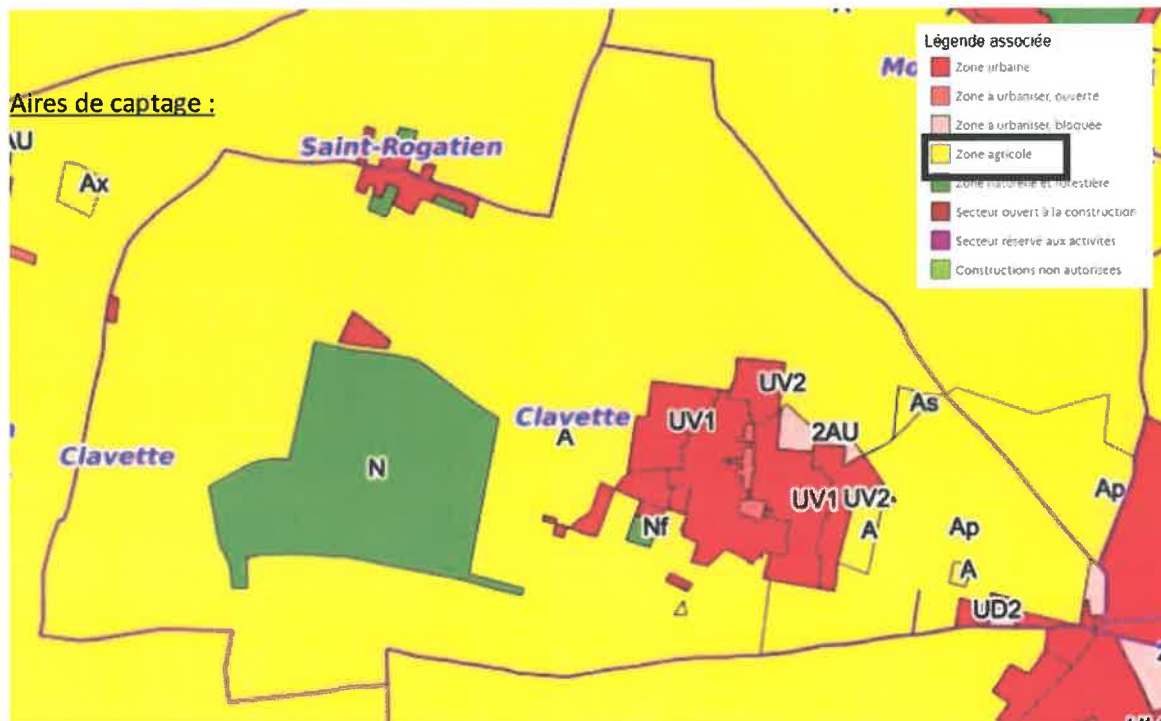 Légende associée
Zone urbaine
Zone à urbaniser, ouverte
Zone à urbaniser, bloquée
Zone agricole
Zone naturelle et forestière
Secteur ouvert à la construction
Secteur réservé aux activités
Constructions non autorisées
Mo
Aires de captage :
AU
Ax
Saint-Rogatien
UV2
As
Clavette
UV1
2AU
A
Clavette
N
Ap
UV1 UV2
Nf
A
Ap
A
UD2